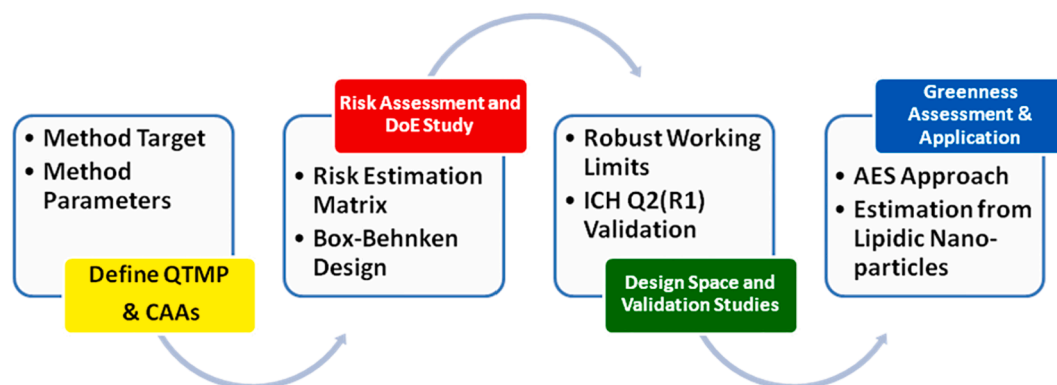 • Method Target
• Method
Parameters
Define QTMP
& CAAs
Risk Assessment and
DoE Study
• Risk Estimation
Matrix
• Box-Behnken
Design
• Robust Working
Limits
• ICH Q2(R1)
Validation
Design Space and
Validation Studies
Greenness
Assessment &
Application
• AES Approach
• Estimation from
Lipidic Nano-
particles